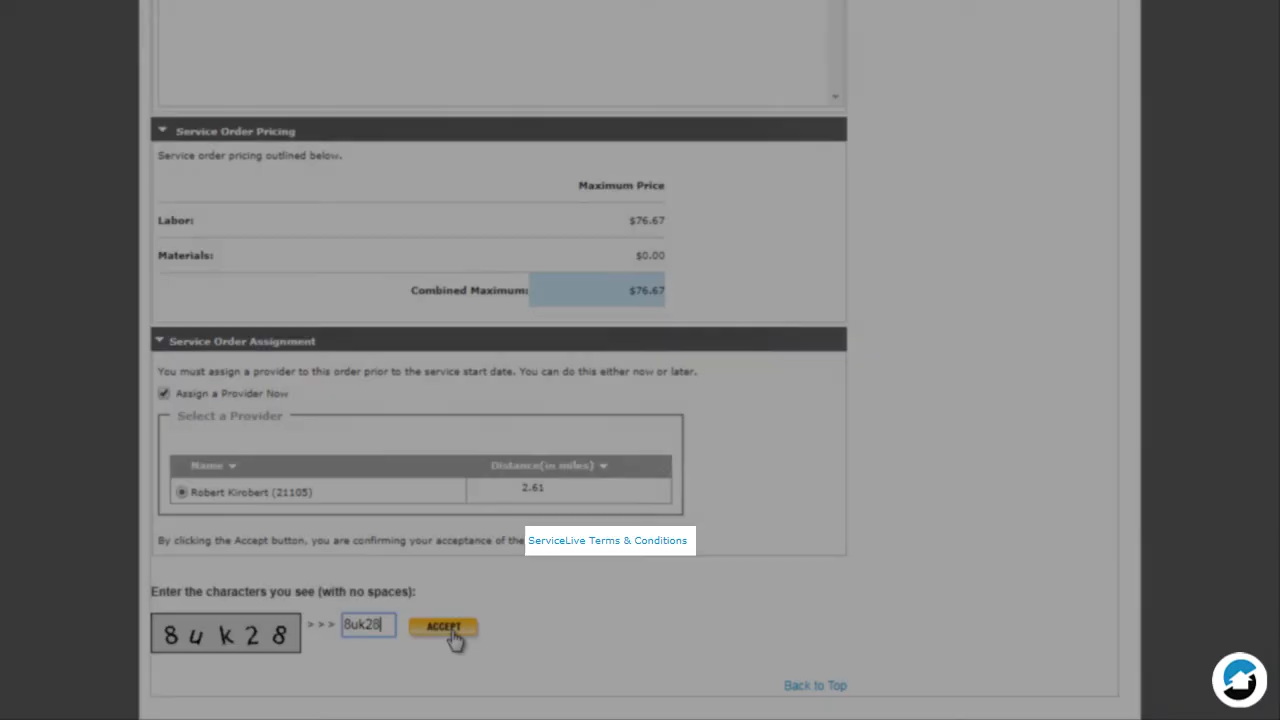 Service Order Pricing
Service order pricing outlined below.
Maximum Price
Labor: $76.67
Materials: $0.00
Combined Maximum: $76.67
Service Order Assignment
You must assign a provider to this order prior to the service start date. You can do this either now or later.
Assign a Provider Now
Select a Provider
Name Distance(in miles)
Robert Kirobert (21105) 2.61
By clicking the Accept button, you are confirming your acceptance of the ServiceLive Terms & Conditions
Enter the characters you see (with no spaces):
8uk28 > > > 8uk28 ACCEPT
Back to Top